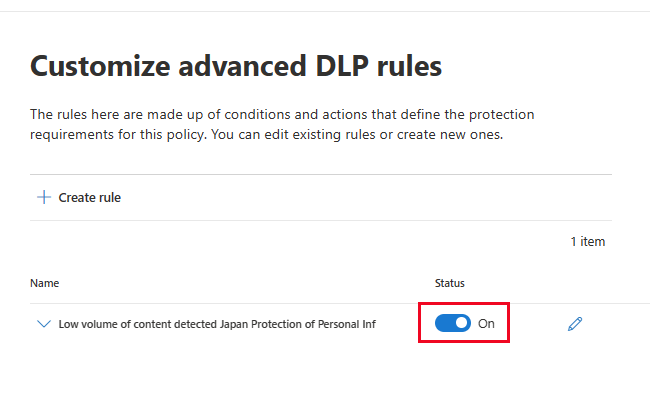 Customize advanced DLP rules
The rules here are made up of conditions and actions that define the protection
requirements for this policy. You can edit existing rules or create new ones.
Create rule
1 item
Name Status
Low volume of content detected Japan Protection of Personal Inf On